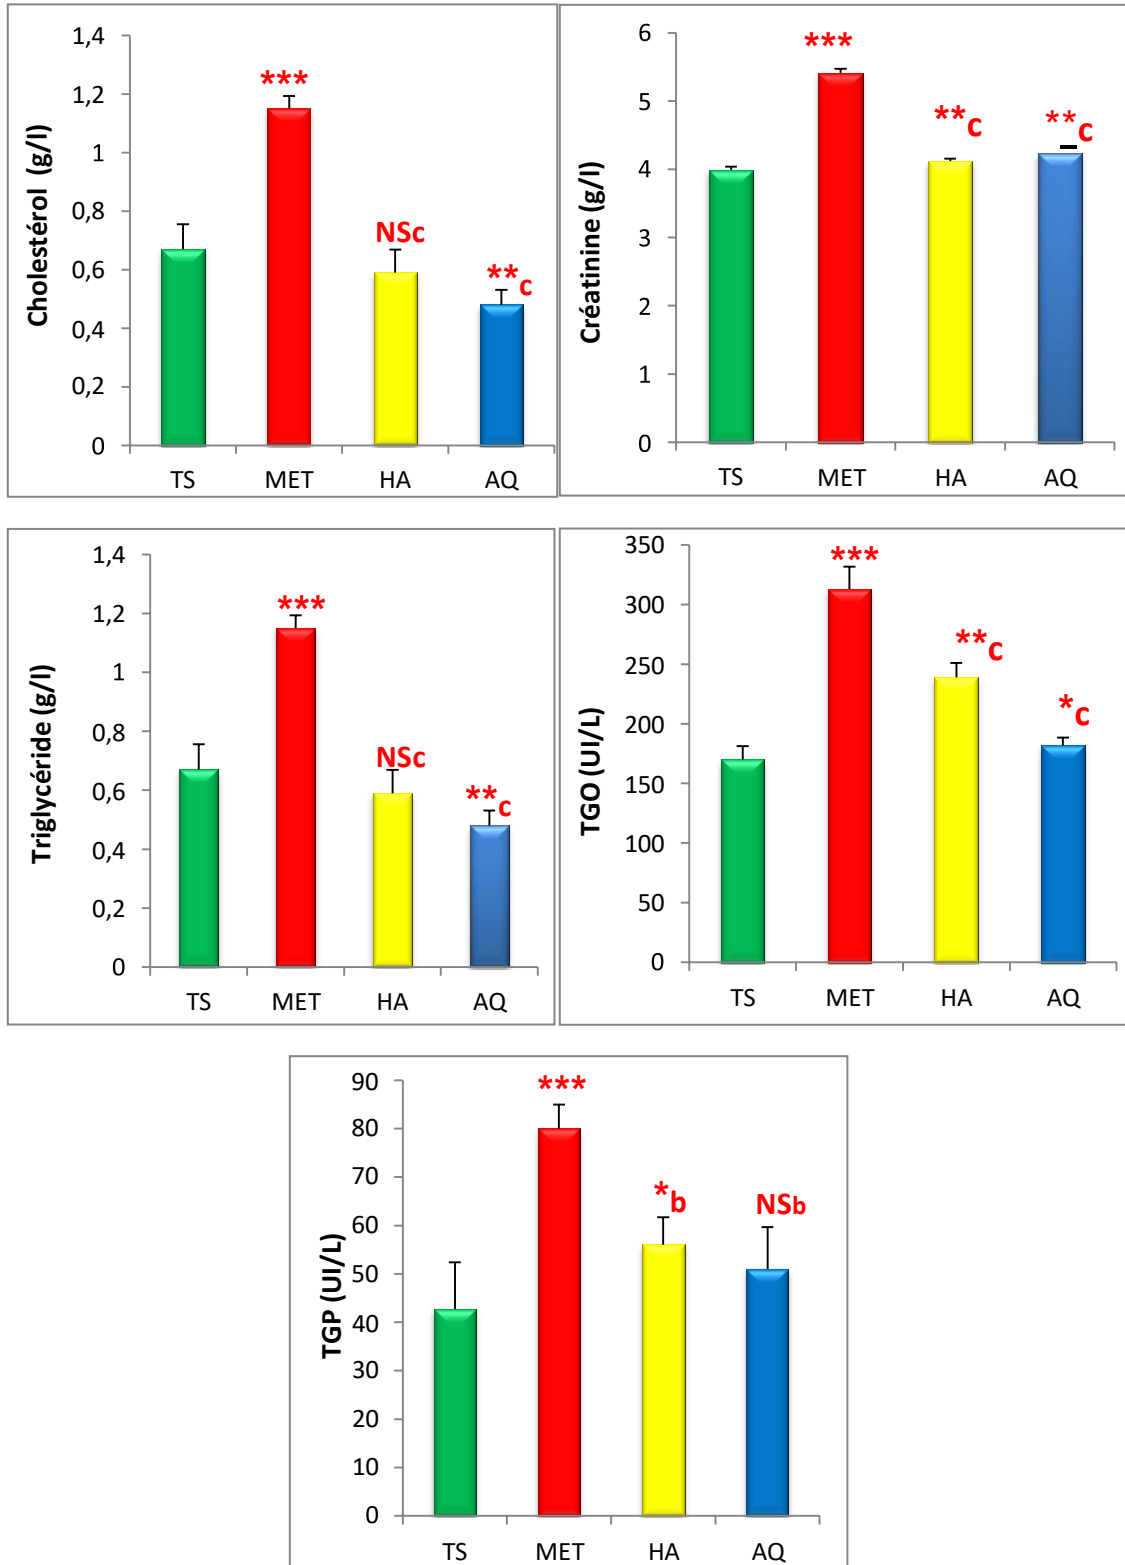 Cholestérol (g/l)
1,4
1,2
1
0,8
0,6
0,4
0,2
0
***
NSc
**c
TS MET HA AQ
Créatinine (g/l)
6
5
4
3
2
1
0
***
**c
**c
TS MET HA AQ
Triglycéride (g/l)
1,4
1,2
1
0,8
0,6
0,4
0,2
0
***
NSc
**c
TS MET HA AQ
TGO (UI/L)
350
300
250
200
150
100
50
0
***
**c
*c
TS MET HA AQ
TGP (UI/L)
90
80
70
60
50
40
30
20
10
0
***
*b
NSb
TS MET HA AQ